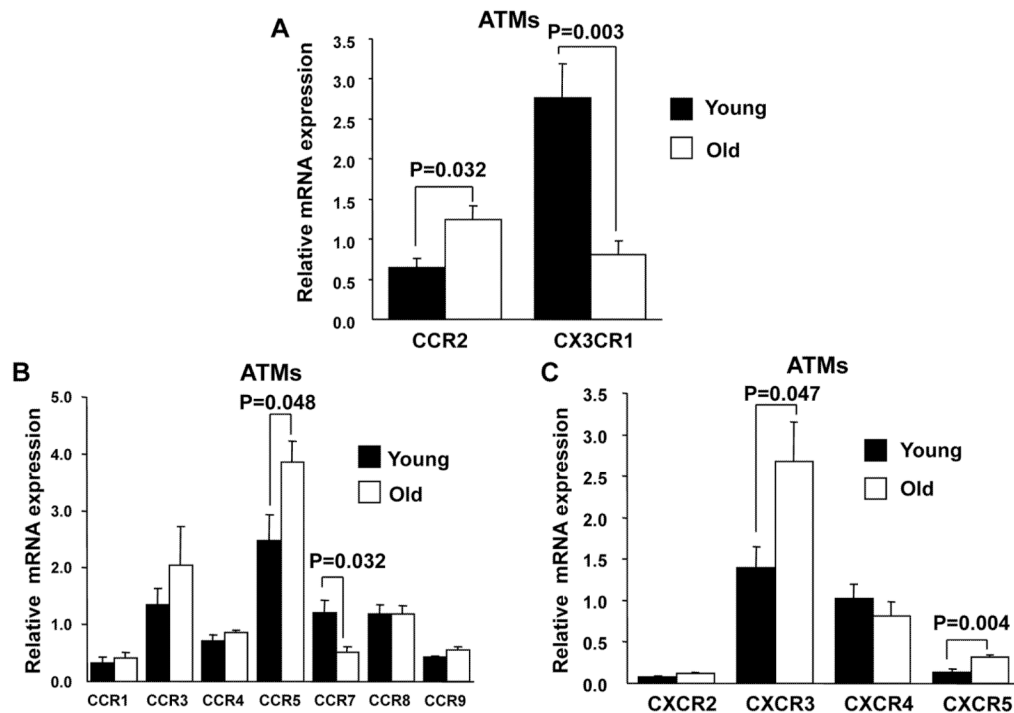 A
ATMs
Relative mRNA expression
3.5
3.0
2.5
2.0
1.5
1.0
0.5
0.0
P=0.032
P=0.003
CCR2
CX3CR1
Young
Old
B
ATMs
Relative mRNA expression
5.0
4.0
3.0
2.0
1.0
0.0
P=0.048
P=0.032
Young
Old
CCR1 CCR3 CCR4 CCR5 CCR7 CCR8 CCR9
C
ATMs
Relative mRNA expression
3.5
3.0
2.5
2.0
1.5
1.0
0.5
0.0
P=0.047
P=0.004
Young
Old
CXCR2 CXCR3 CXCR4 CXCR5